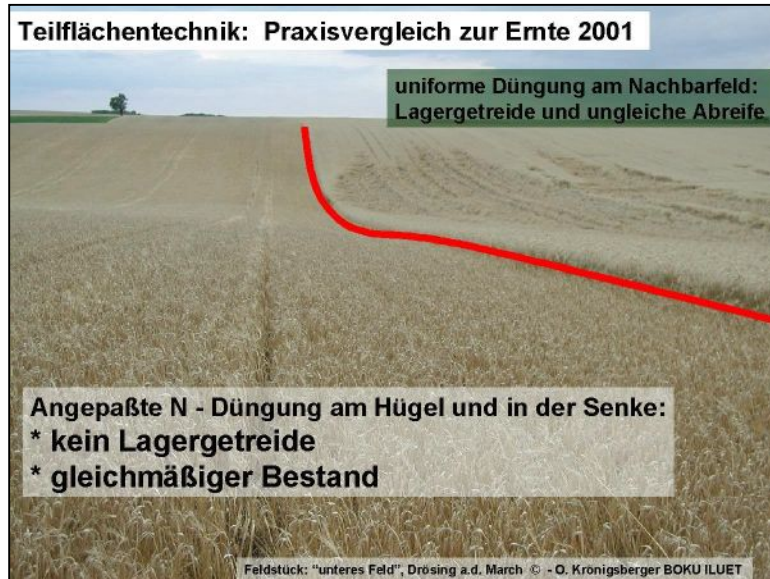 Teilflächentechnik: Praxisvergleich zur Ernte 2001
uniforme Düngung am Nachbarfeld:
Lagergetreide und ungleiche Abreife
Angepaßte N - Düngung am Hügel und in der Senke:
* kein Lagergetreide
* gleichmäßiger Bestand
Feldstück: "unteres Feld", Drösing a.d. March © - O. Krönigsberger BOKU ILUET